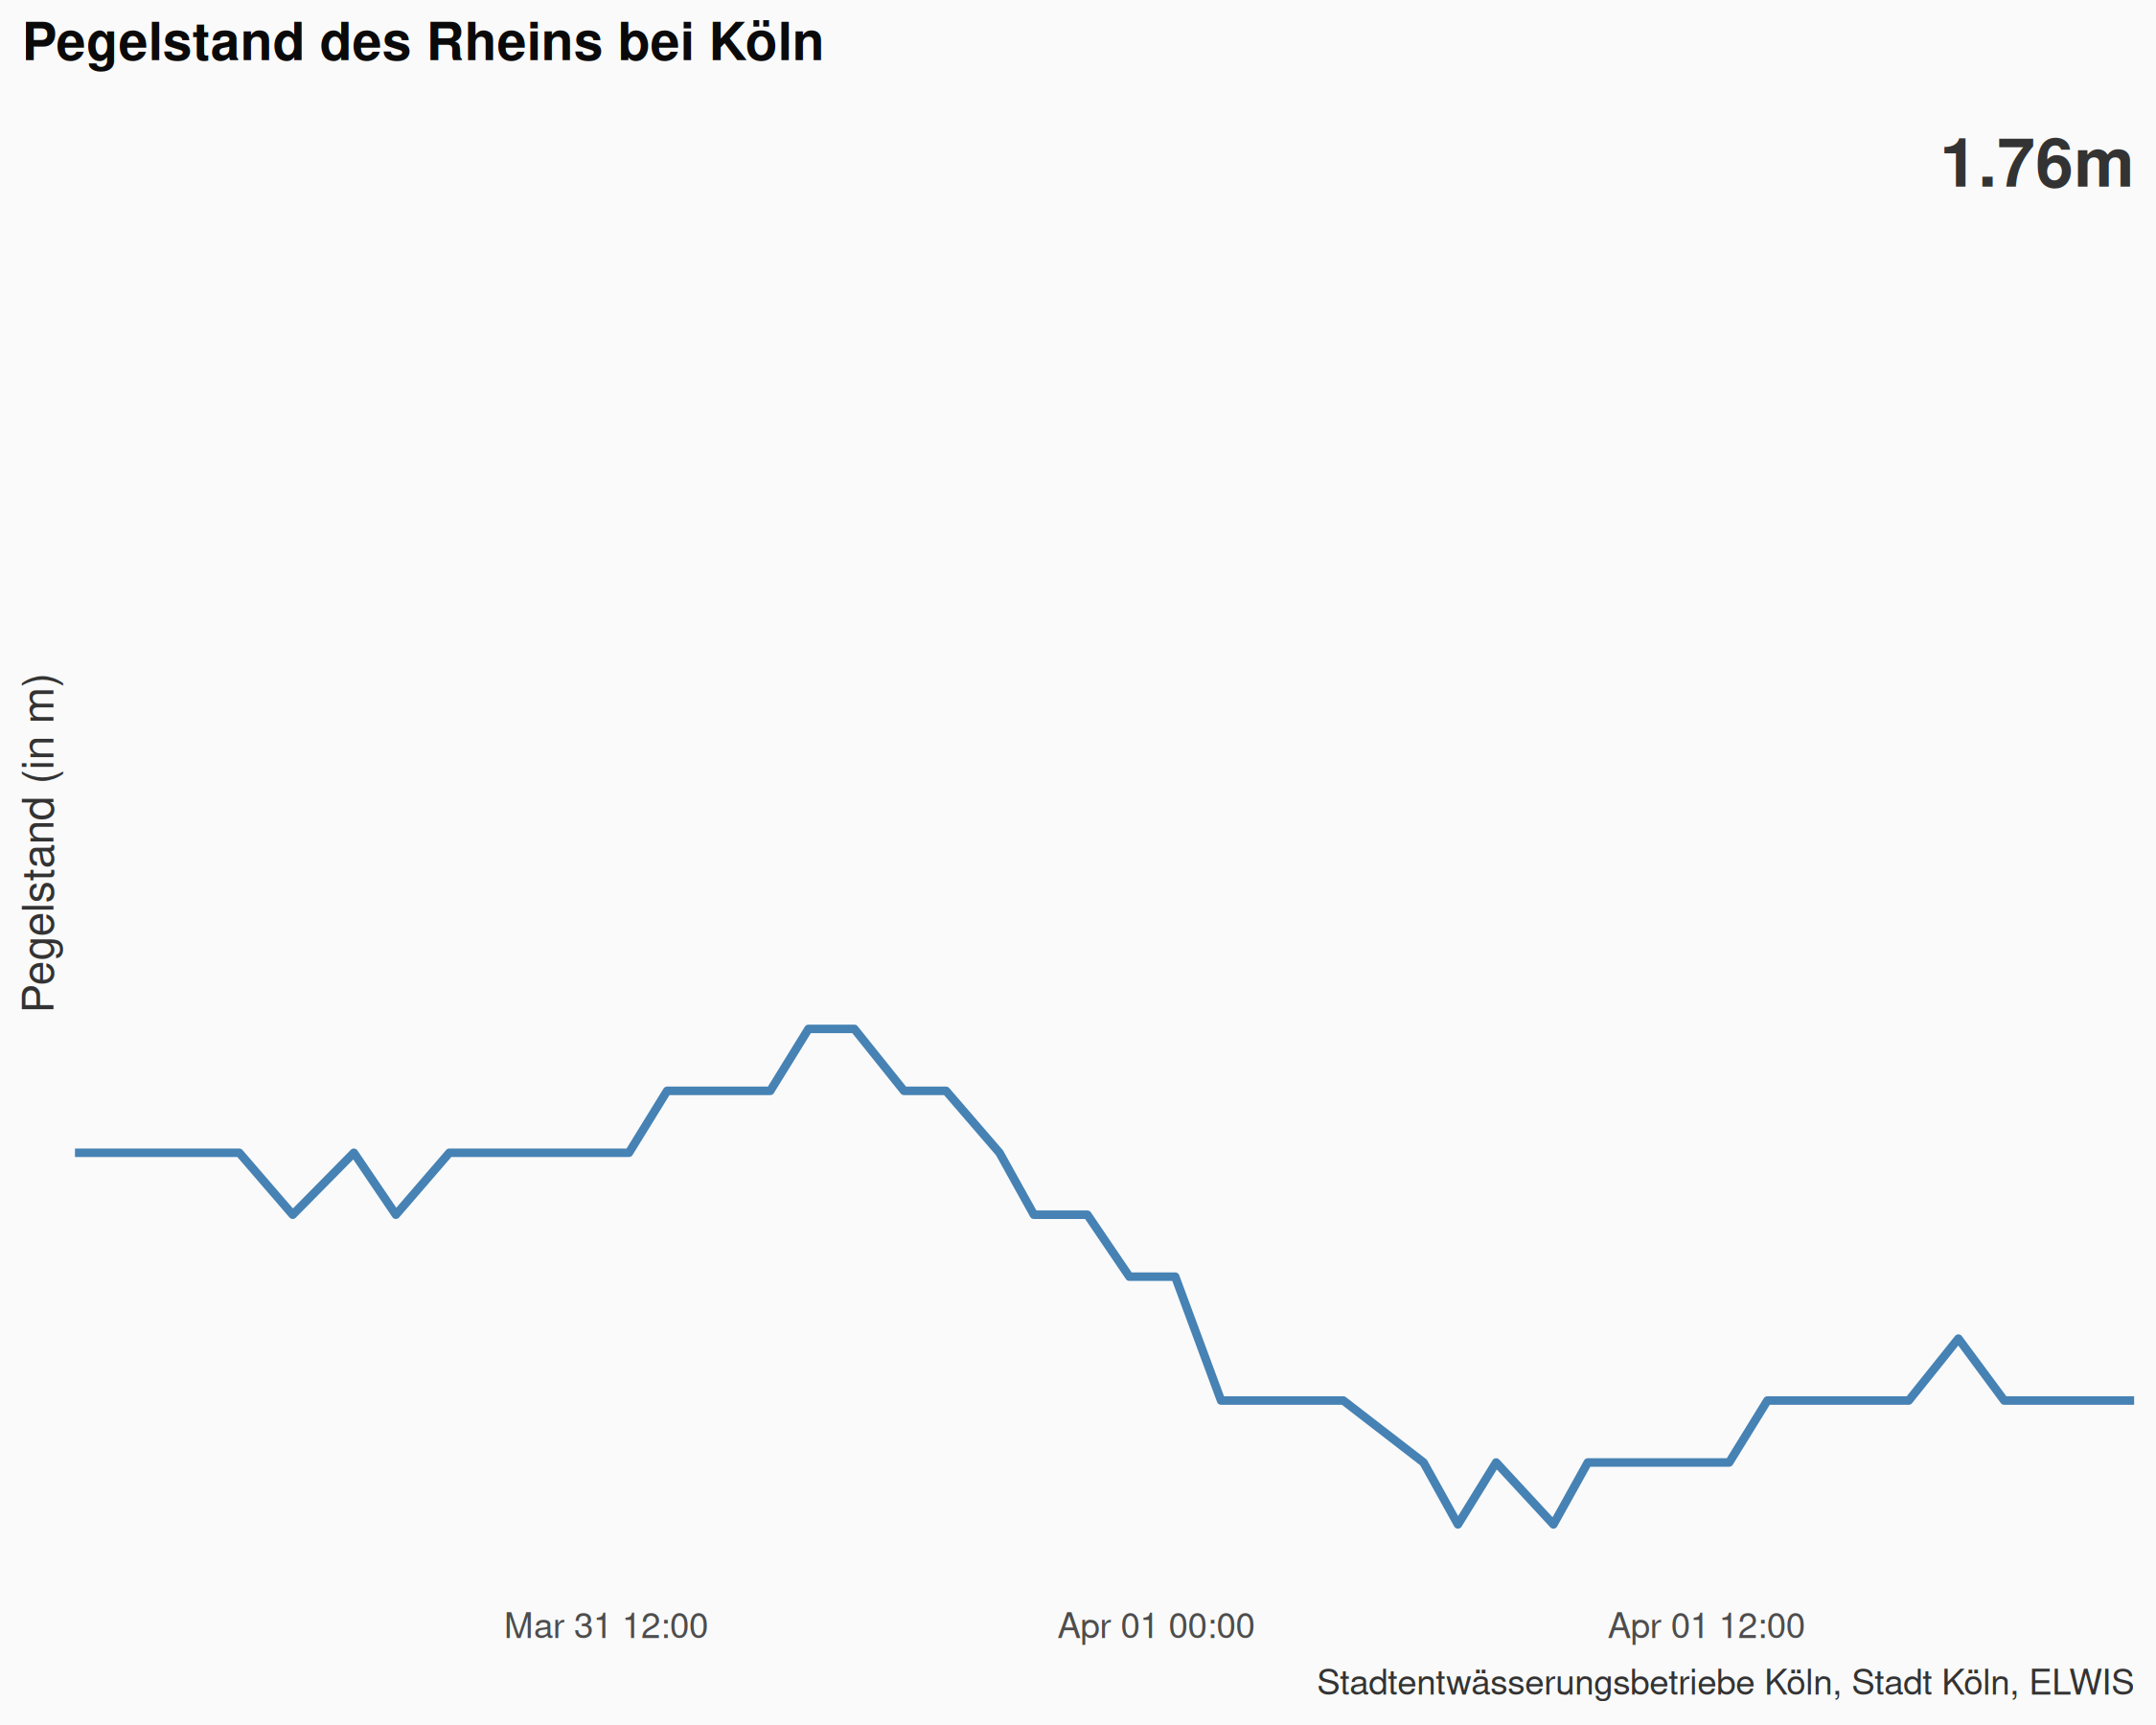 Pegelstand des Rheins bei Köln
1.76m
Pegelstand (in m)
Mar 31 12:00
Apr 01 00:00
Apr 01 12:00
Stadtentwässerungsbetriebe Köln, Stadt Köln, ELWIS